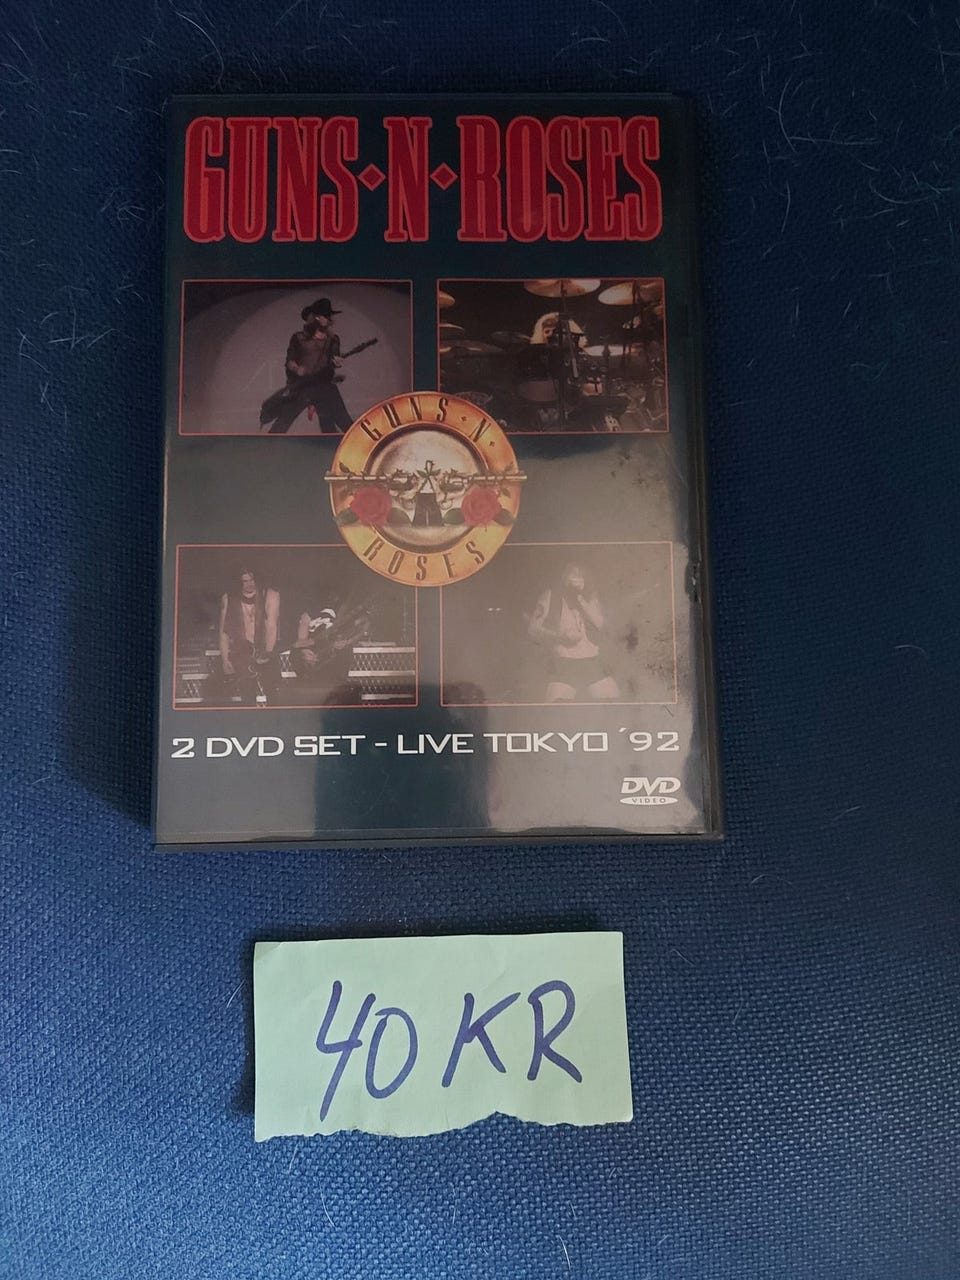 GUNS·N·ROSES
GUNS·N·
ROSES
2 DVD SET - LIVE TOKYO '92
DVD
VIDEO
40 KR